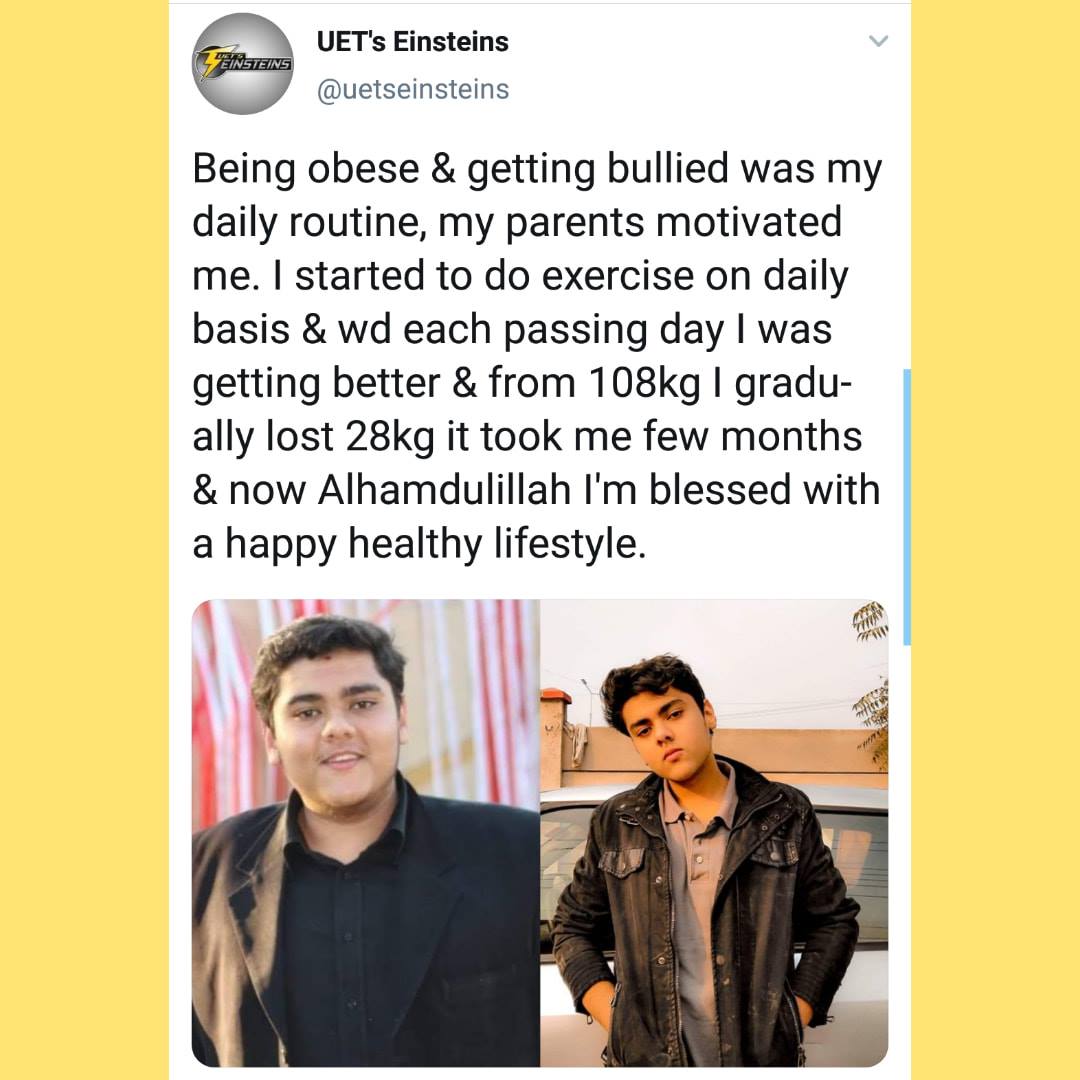 UET'S
EINSTEINS
UET's Einsteins
@uetseinsteins
Being obese & getting bullied was my
daily routine, my parents motivated
me. I started to do exercise on daily
basis & wd each passing day I was
getting better & from 108kg I gradu-
ally lost 28kg it took me few months
& now Alhamdulillah I'm blessed with
a happy healthy lifestyle.